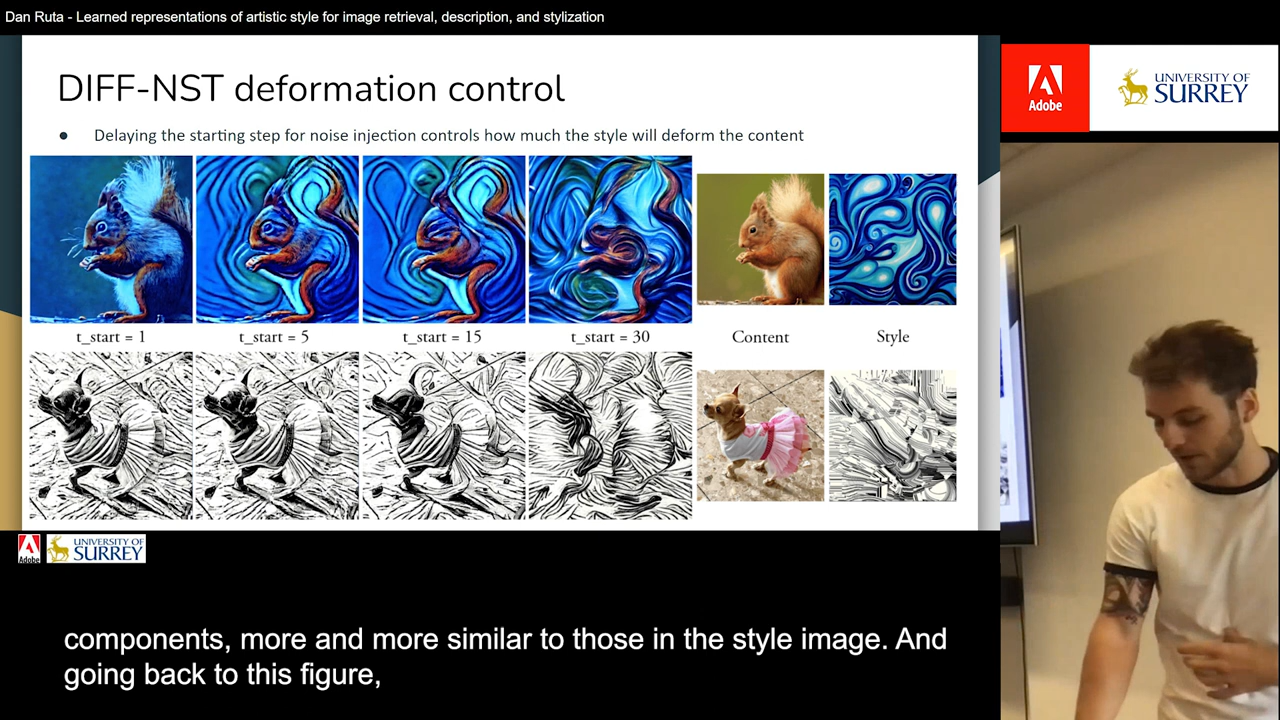 Dan Ruta - Learned representations of artistic style for image retrieval, description, and stylization
DIFF-NST deformation control
● Delaying the starting step for noise injection controls how much the style will deform the content
t_start = 1
t_start = 5
t_start = 15
t_start = 30
Content
Style
Adobe
UNIVERSITY OF
SURREY
Adobe
UNIVERSITY OF
SURREY
components, more and more similar to those in the style image. And
going back to this figure,